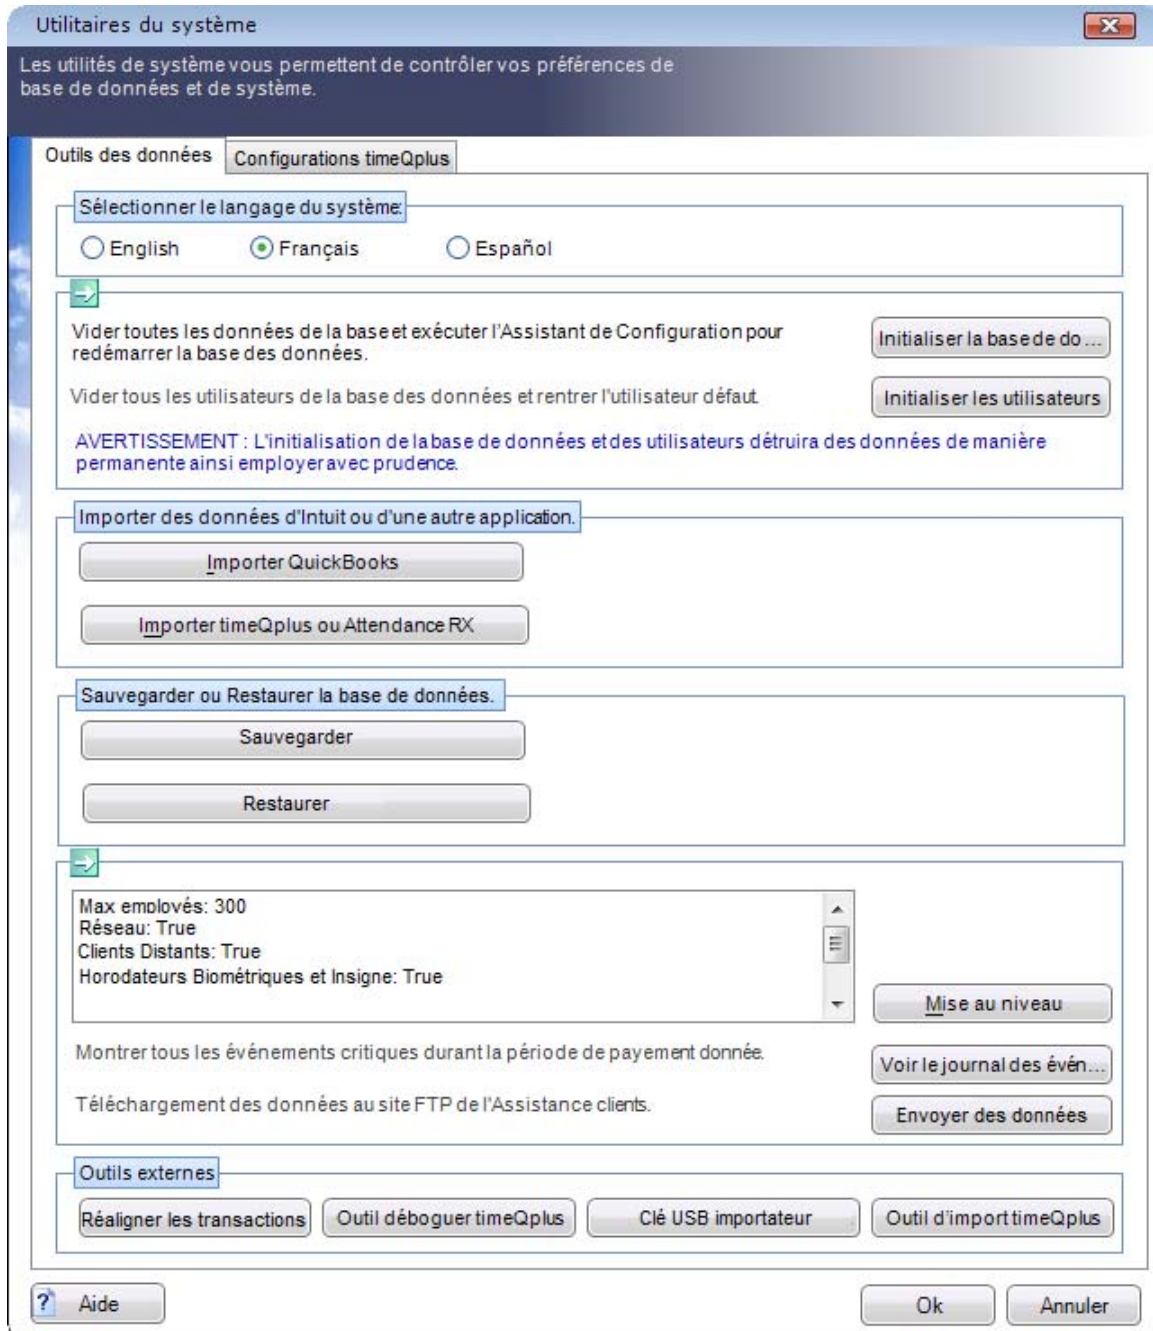 Utilitaires du système
Les utilités de système vous permettent de contrôler vos préférences de
base de données et de système.
Outils des données
Configurations timeQplus
Sélectionner le langage du système:
English
Français
Español
Vider toutes les données de la base et exécuter l'Assistant de Configuration pour
redémarrer la base des données.
Initialiser la base de do ...
Vider tous les utilisateurs de la base des données et rentrer l'utilisateur défaut.
Initialiser les utilisateurs
AVERTISSEMENT : L'initialisation de la base de données et des utilisateurs détruira des données de manière
permanente ainsi employer avec prudence.
Importer des données d'Intuit ou d'une autre application.
Importer QuickBooks
Importer timeQplus ou Attendance RX
Sauvegarder ou Restaurer la base de données.
Sauvegarder
Restaurer
Max employés: 300
Réseau: True
Clients Distants: True
Horodateurs Biométriques et Insigne: True
Mise au niveau
Montrer tous les événements critiques durant la période de payement donnée.
Voir le journal des évén...
Téléchargement des données au site FTP de l'Assistance clients.
Envoyer des données
Outils externes
Réaligner les transactions
Outil déboguer timeQplus
Clé USB importateur
Outil d'import timeQplus
? Aide
Ok
Annuler